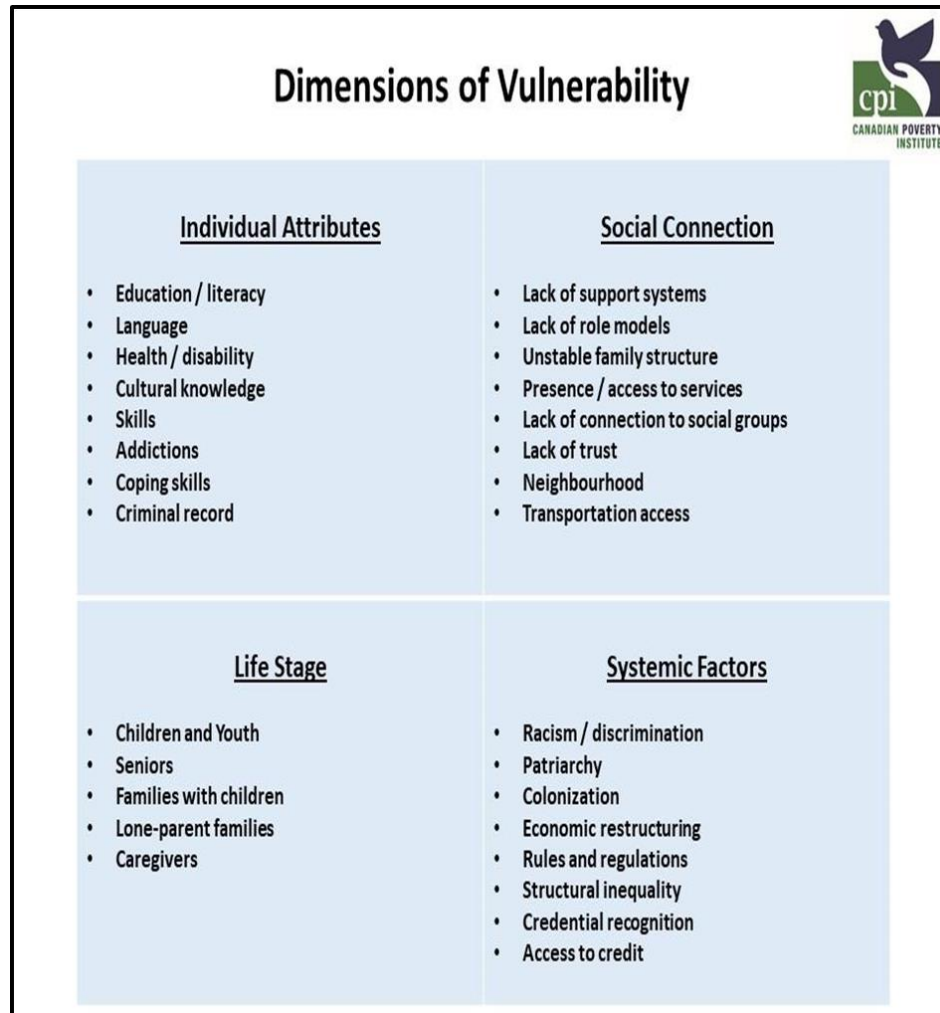 Dimensions of Vulnerability
cpi
CANADIAN POVERTY
INSTITUTE
Individual Attributes
• Education / literacy
• Language
• Health / disability
• Cultural knowledge
• Skills
• Addictions
• Coping skills
• Criminal record
Social Connection
• Lack of support systems
• Lack of role models
• Unstable family structure
• Presence / access to services
• Lack of connection to social groups
• Lack of trust
• Neighbourhood
• Transportation access
Life Stage
• Children and Youth
• Seniors
• Families with children
• Lone-parent families
• Caregivers
Systemic Factors
• Racism / discrimination
• Patriarchy
• Colonization
• Economic restructuring
• Rules and regulations
• Structural inequality
• Credential recognition
• Access to credit